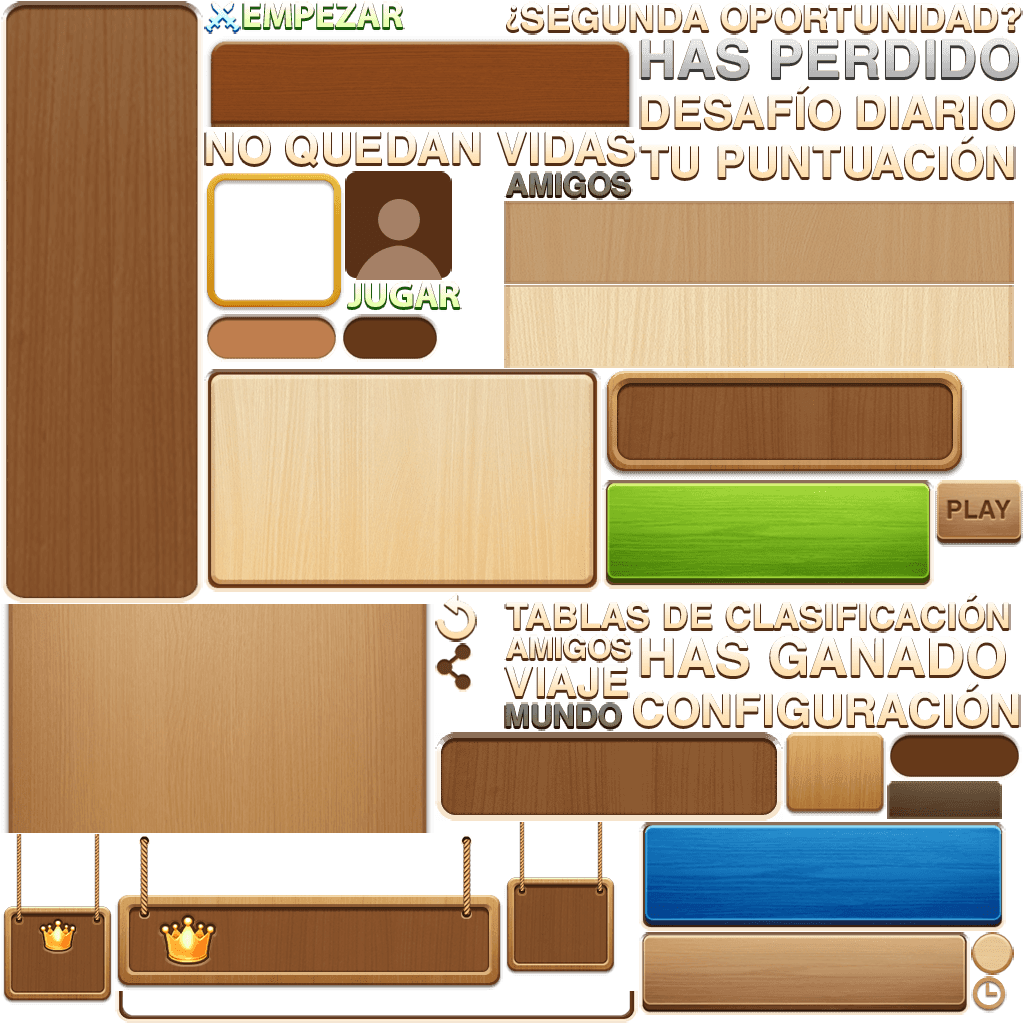 EMPEZAR
¿SEGUNDA OPORTUNIDAD?
HAS PERDIDO
DESAFÍO DIARIO
NO QUEDAN VIDAS
TU PUNTUACIÓN
AMIGOS
JUGAR
PLAY
TABLAS DE CLASIFICACIÓN
AMIGOS
HAS GANADO
VIAJE
MUNDO
CONFIGURACIÓN